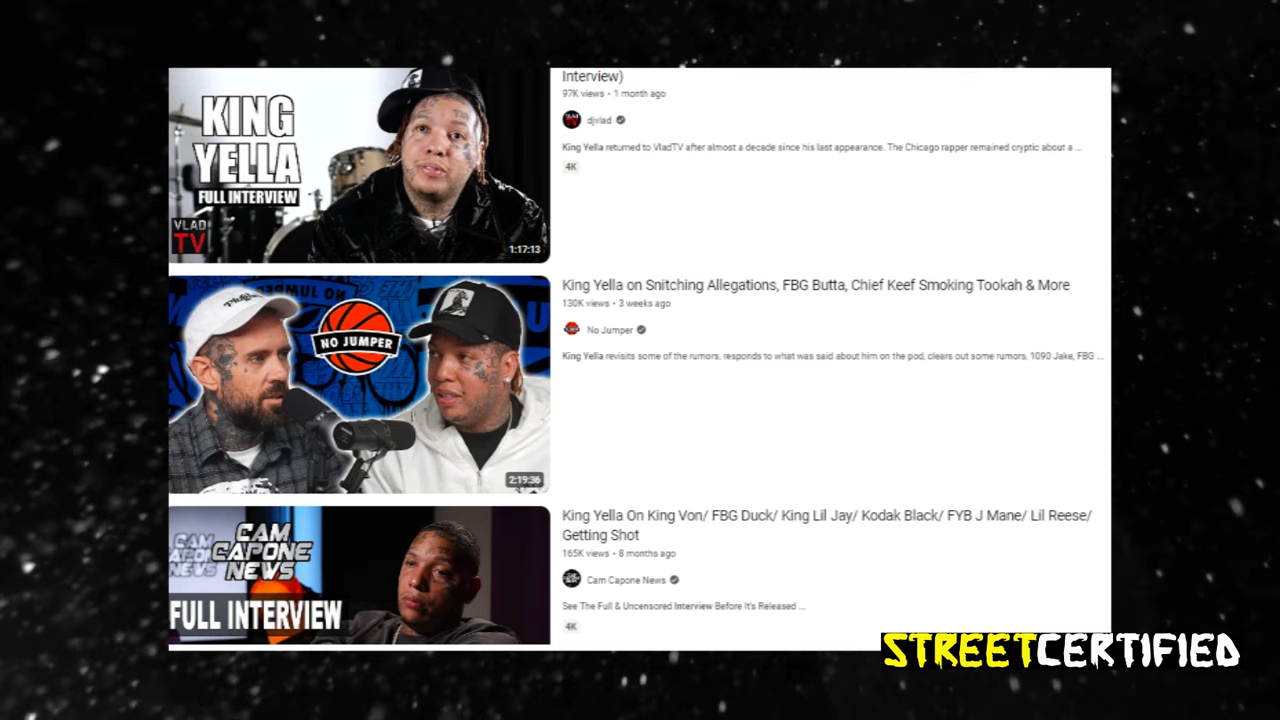 KING
YELLA
FULL INTERVIEW
VLAD
TV
1:17:13
Interview)
97K views • 1 month ago
djvlad
King Yella returned to VladTV after almost a decade since his last appearance. The Chicago rapper remained cryptic about a ...
4K
NO JUMPER
2:19:36
King Yella on Snitching Allegations, FBG Butta, Chief Keef Smoking Tookah & More
130K views • 3 weeks ago
No Jumper
King Yella revisits some of the rumors, responds to what was said about him on the pod, clears out some rumors, 1090 Jake, FBG ...
CAM
CAPONE
NEWS
FULL INTERVIEW
King Yella On King Von/ FBG Duck/ King Lil Jay/ Kodak Black/ FYB J Mane/ Lil Reese/
Getting Shot
165K views • 8 months ago
Cam Capone News
See The Full & Uncensored Interview Before It's Released ...
4K
STREETCERTIFIED